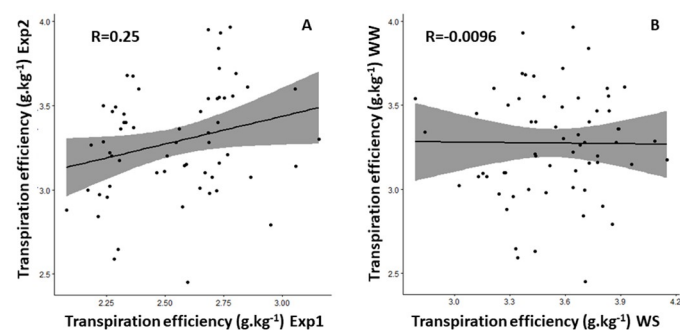 A
R=0.25
Transpiration efficiency (g.kg⁻¹) Exp2
4.0
3.5
3.0
2.5
2.25
2.50
2.75
3.00
Transpiration efficiency (g.kg⁻¹) Exp1
B
R=-0.0096
Transpiration efficiency (g.kg⁻¹) WW
4.0
3.5
3.0
2.5
3.0
3.3
3.6
3.9
4.2
Transpiration efficiency (g.kg⁻¹) WS